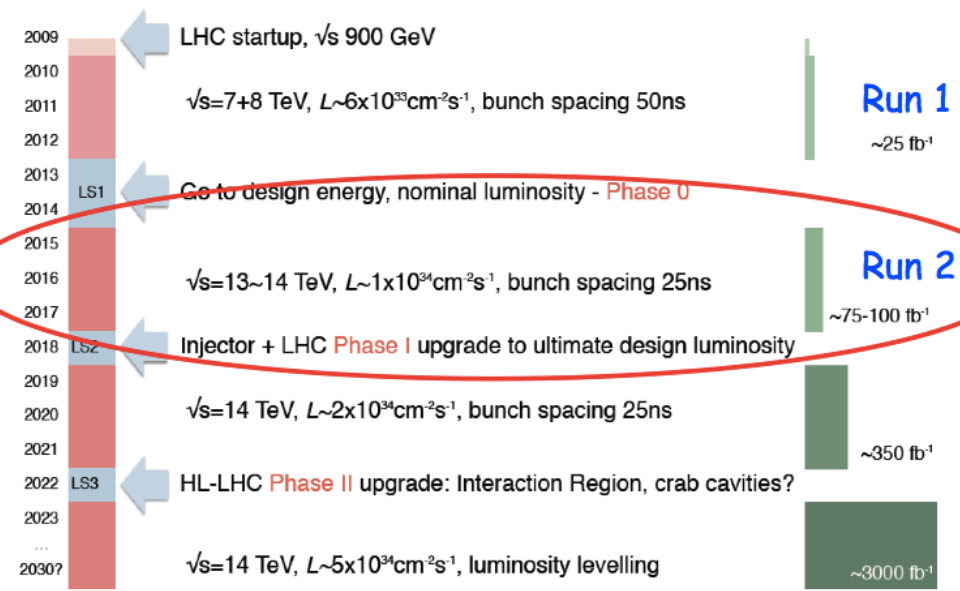 2009 LHC startup, √s 900 GeV
2010
2011 √s=7+8 TeV, L~6x10³³cm⁻²s⁻¹, bunch spacing 50ns Run 1
2012 ~25 fb⁻¹
2013
LS1 Go to design energy, nominal luminosity - Phase 0
2014
2015
2016 √s=13~14 TeV, L~1x10³⁴cm⁻²s⁻¹, bunch spacing 25ns Run 2
2017 ~75-100 fb⁻¹
2018 LS2 Injector + LHC Phase I upgrade to ultimate design luminosity
2019
2020 √s=14 TeV, L~2x10³⁴cm⁻²s⁻¹, bunch spacing 25ns
2021 ~350 fb⁻¹
2022 LS3 HL-LHC Phase II upgrade: Interaction Region, crab cavities?
2023
...
2030? √s=14 TeV, L~5x10³⁴cm⁻²s⁻¹, luminosity levelling ~3000 fb⁻¹